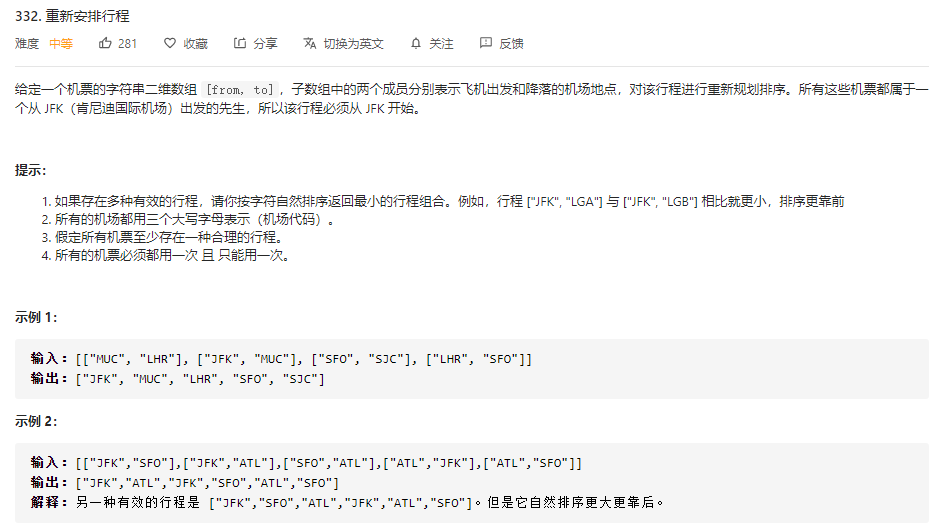 332. 重新安排行程
难度 中等 281 收藏 分享 切换为英文 关注 反馈
给定一个机票的字符串二维数组 [from, to]，子数组中的两个成员分别表示飞机出发和降落的机场地点，对该行程进行重新规划排序。所有这些机票都属于一
个从 JFK（肯尼迪国际机场）出发的先生，所以该行程必须从 JFK 开始。
提示：
1. 如果存在多种有效的行程，请你按字符自然排序返回最小的行程组合。例如，行程 ["JFK", "LGA"] 与 ["JFK", "LGB"] 相比就更小，排序更靠前
2. 所有的机场都用三个大写字母表示（机场代码）。
3. 假定所有机票至少存在一种合理的行程。
4. 所有的机票必须都用一次 且 只能用一次。
示例 1：
输入：[["MUC", "LHR"], ["JFK", "MUC"], ["SFO", "SJC"], ["LHR", "SFO"]]
输出：["JFK", "MUC", "LHR", "SFO", "SJC"]
示例 2：
输入：[["JFK","SFO"],["JFK","ATL"],["SFO","ATL"],["ATL","JFK"],["ATL","SFO"]]
输出：["JFK","ATL","JFK","SFO","ATL","SFO"]
解释：另一种有效的行程是 ["JFK","SFO","ATL","JFK","ATL","SFO"]。但是它自然排序更大更靠后。